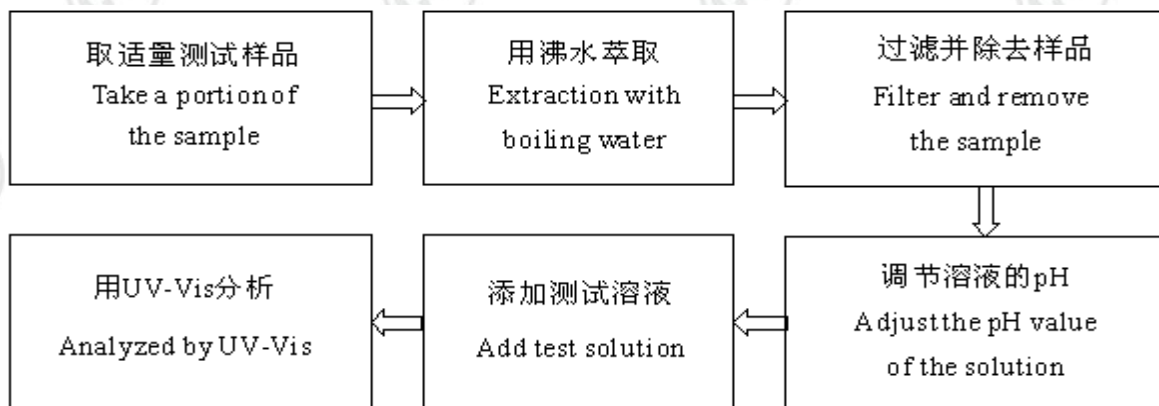 取适量测试样品
Take a portion of
the sample
用沸水萃取
Extraction with
boiling water
过滤并除去样品
Filter and remove
the sample
调节溶液的pH
Adjust the pH value
of the solution
添加测试溶液
Add test solution
用UV-Vis分析
Analyzed by UV-Vis